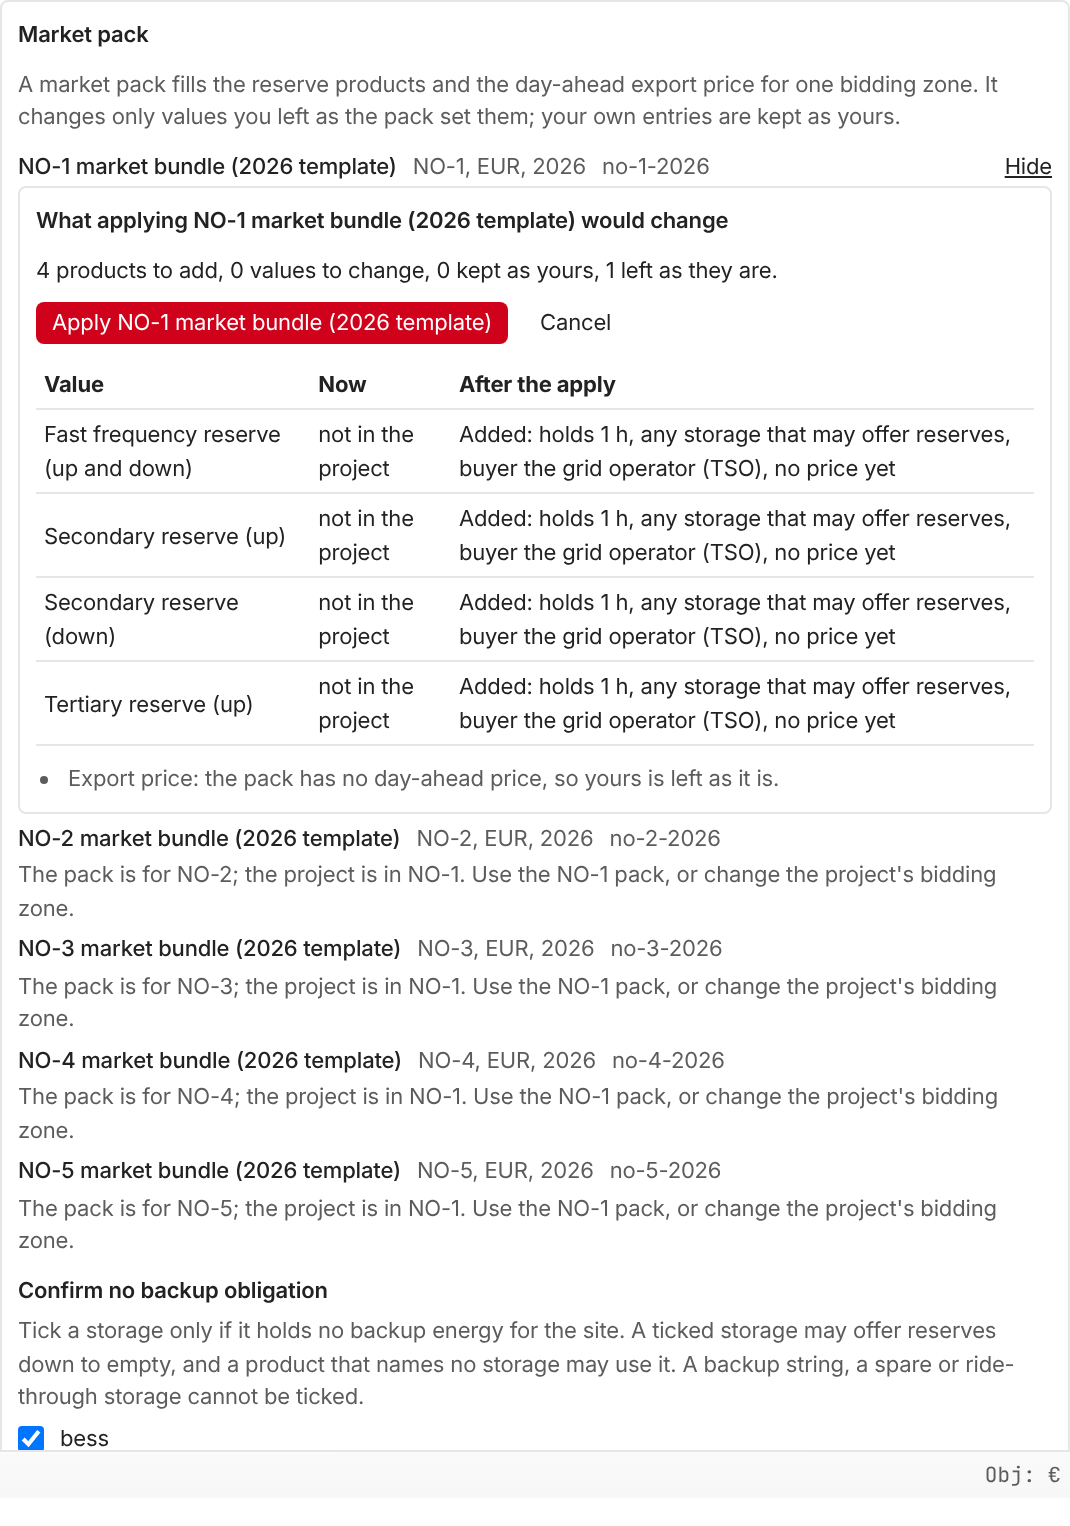 Market pack
A market pack fills the reserve products and the day-ahead export price for one bidding zone. It
changes only values you left as the pack set them; your own entries are kept as yours.
NO-1 market bundle (2026 template) NO-1, EUR, 2026 no-1-2026 Hide
What applying NO-1 market bundle (2026 template) would change
4 products to add, 0 values to change, 0 kept as yours, 1 left as they are.
Apply NO-1 market bundle (2026 template) Cancel
Value Now After the apply
Fast frequency reserve not in the Added: holds 1 h, any storage that may offer reserves,
(up and down) project buyer the grid operator (TSO), no price yet
not in the Added: holds 1 h, any storage that may offer reserves,
Secondary reserve (up)
project buyer the grid operator (TSO), no price yet
Secondary reserve not in the Added: holds 1 h, any storage that may offer reserves,
(down) project buyer the grid operator (TSO), no price yet
not in the Added: holds 1 h, any storage that may offer reserves,
Tertiary reserve (up)
project buyer the grid operator (TSO), no price yet
• Export price: the pack has no day-ahead price, so yours is left as it is.
NO-2 market bundle (2026 template) NO-2, EUR, 2026 no-2-2026
The pack is for NO-2; the project is in NO-1. Use the NO-1 pack, or change the project's bidding
zone.
NO-3 market bundle (2026 template) NO-3, EUR, 2026 no-3-2026
The pack is for NO-3; the project is in NO-1. Use the NO-1 pack, or change the project's bidding
zone.
NO-4 market bundle (2026 template) NO-4, EUR, 2026 no-4-2026
The pack is for NO-4; the project is in NO-1. Use the NO-1 pack, or change the project's bidding
zone.
NO-5 market bundle (2026 template) NO-5, EUR, 2026 no-5-2026
The pack is for NO-5; the project is in NO-1. Use the NO-1 pack, or change the project's bidding
zone.
Confirm no backup obligation
Tick a storage only if it holds no backup energy for the site. A ticked storage may offer reserves
down to empty, and a product that names no storage may use it. A backup string, a spare or ride-
through storage cannot be ticked.
bess
Obj: €